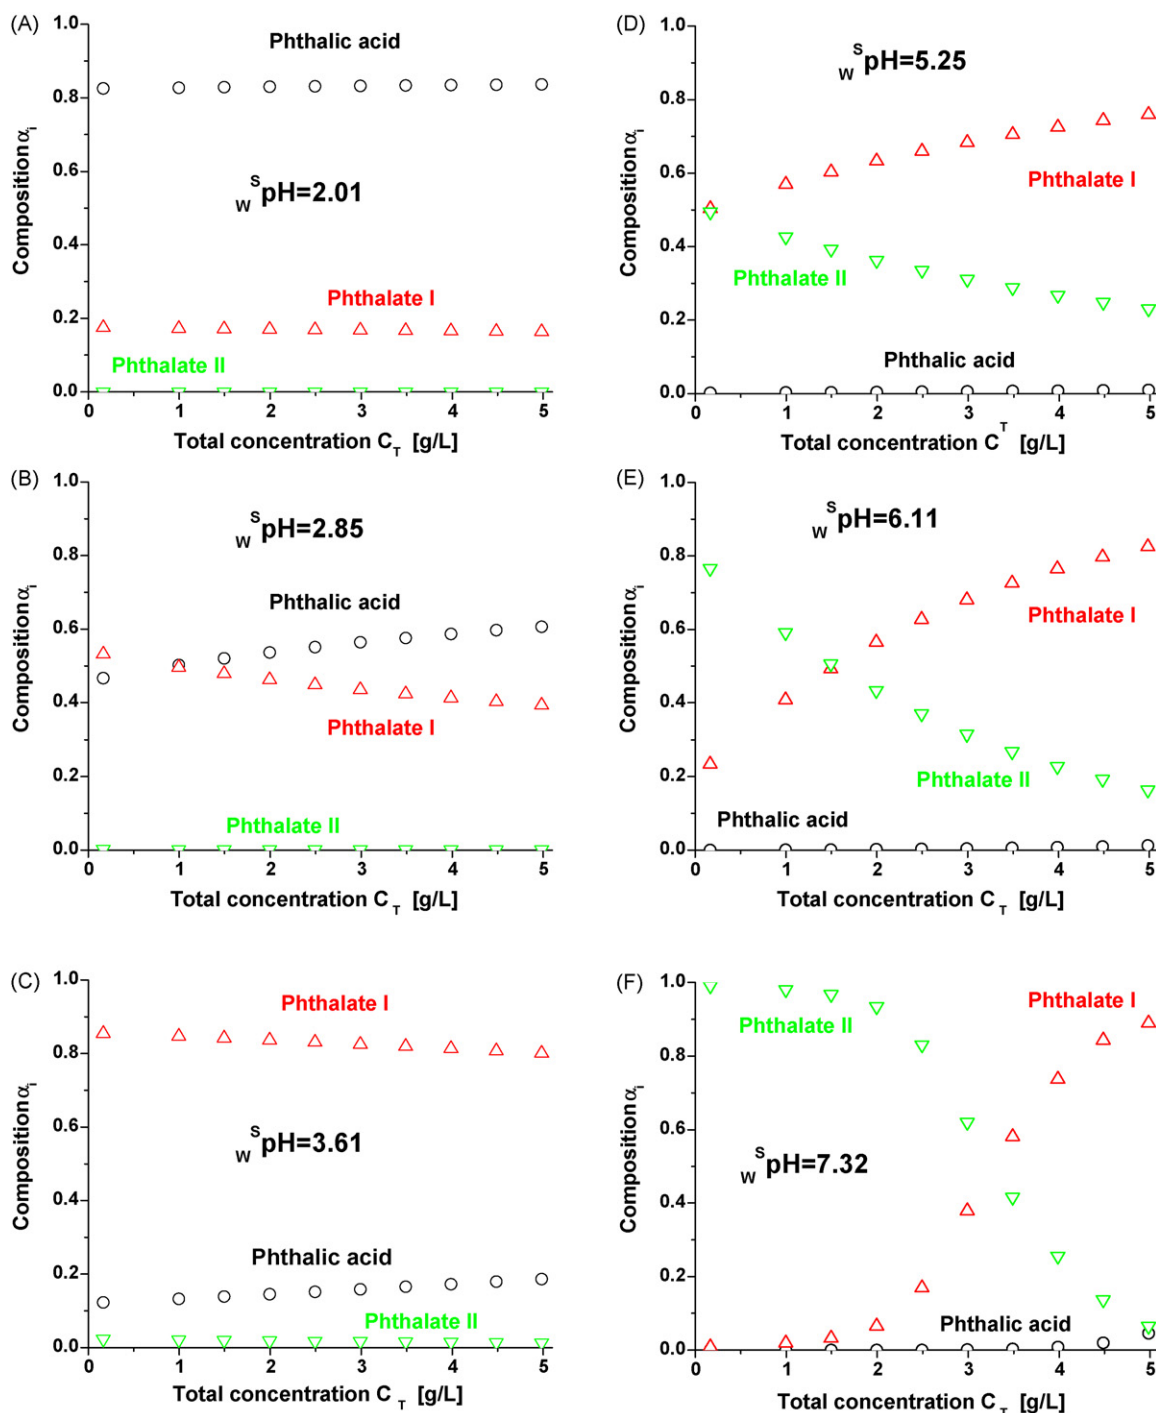 (A)
1.0
0.8
0.6
0.4
0.2
0.0
Composition αi
Phthalic acid
WSpH=2.01
Phthalate I
Phthalate II
0 1 2 3 4 5
Total concentration CT [g/L]
(B)
1.0
0.8
0.6
0.4
0.2
0.0
Composition αi
WSpH=2.85
Phthalic acid
Phthalate I
Phthalate II
0 1 2 3 4 5
Total concentration CT [g/L]
(C)
1.0
0.8
0.6
0.4
0.2
0.0
Composition αi
Phthalate I
WSpH=3.61
Phthalic acid
Phthalate II
0 1 2 3 4 5
Total concentration CT [g/L]
(D)
1.0
0.8
0.6
0.4
0.2
0.0
Composition αi
WSpH=5.25
Phthalate I
Phthalate II
Phthalic acid
0 1 2 3 4 5
Total concentration CT [g/L]
(E)
1.0
0.8
0.6
0.4
0.2
0.0
Composition αi
WSpH=6.11
Phthalate I
Phthalate II
Phthalic acid
0 1 2 3 4 5
Total concentration CT [g/L]
(F)
1.0
0.8
0.6
0.4
0.2
0.0
Composition αi
Phthalate I
Phthalate II
WSpH=7.32
Phthalic acid
0 1 2 3 4 5
Total concentration CT [g/L]